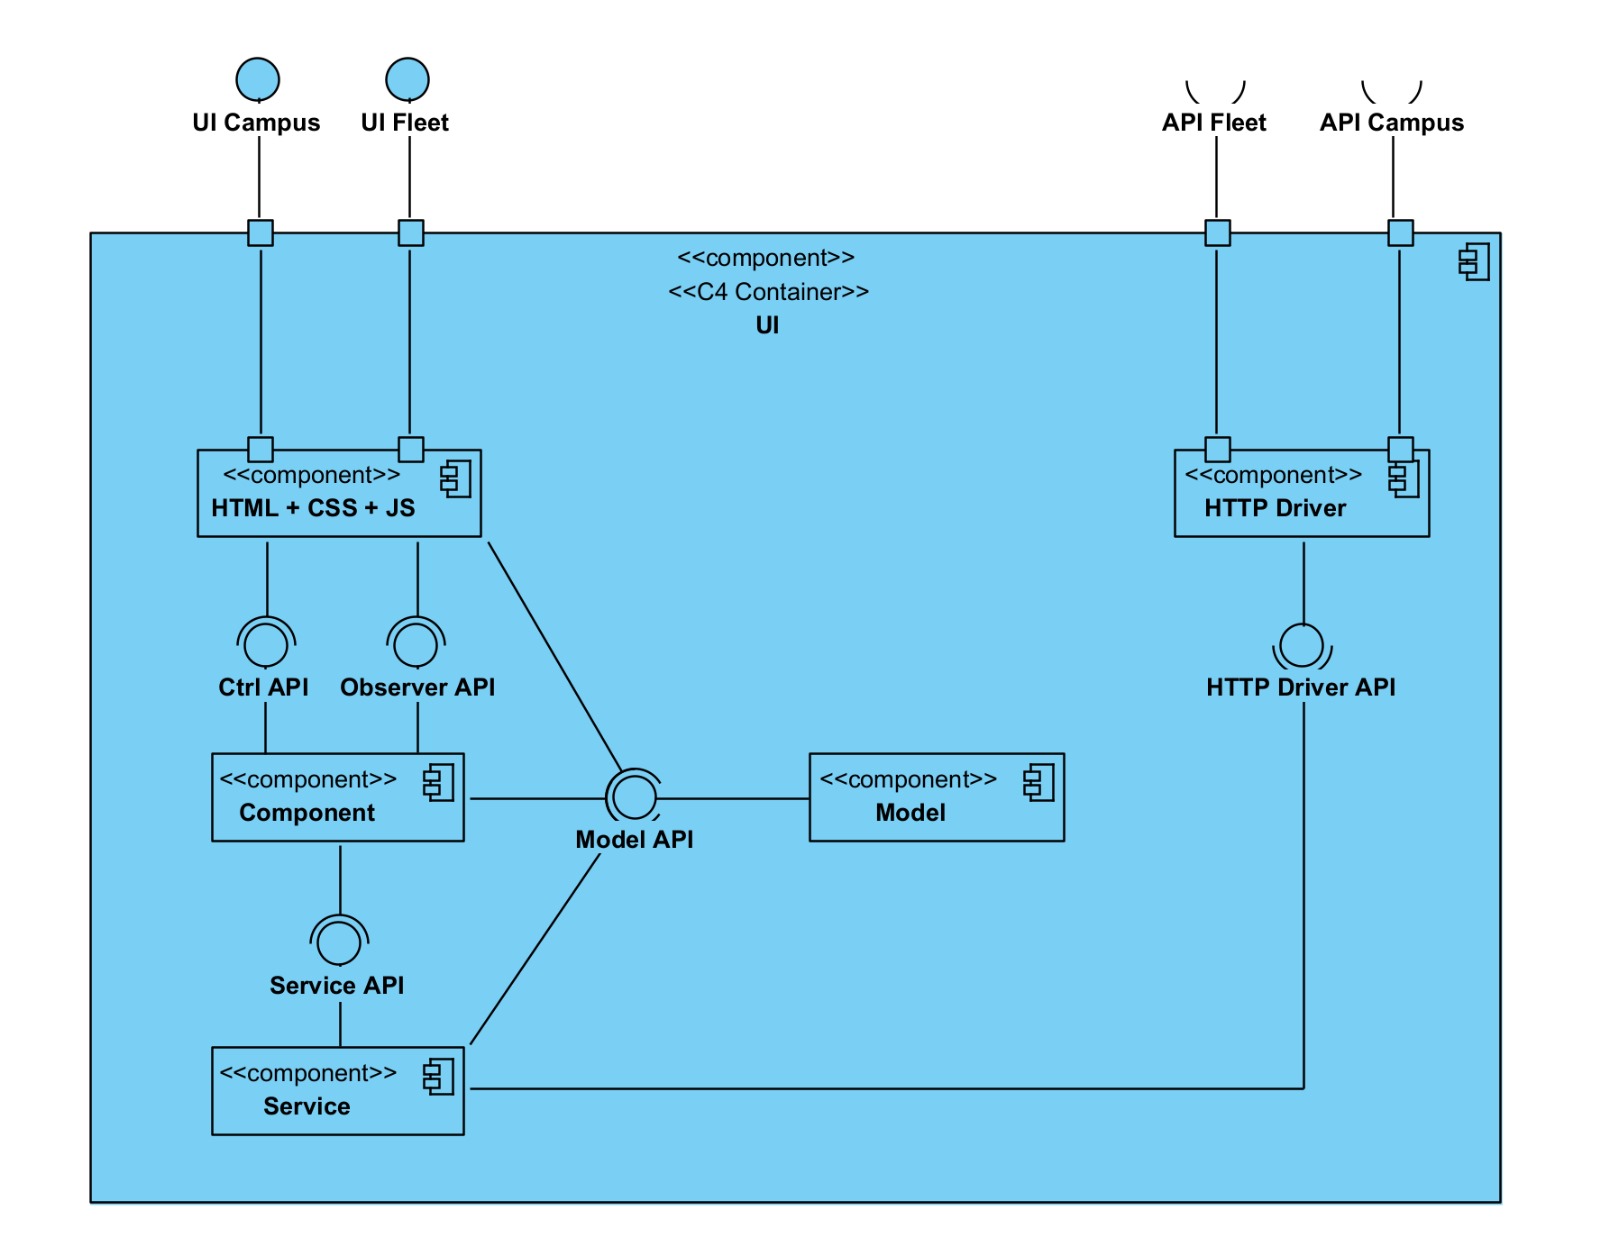 UI Campus
UI Fleet
API Fleet
API Campus
<<component>>
<<C4 Container>>
UI
<<component>>
HTML + CSS + JS
<<component>>
HTTP Driver
Ctrl API
Observer API
HTTP Driver API
<<component>>
Component
<<component>>
Model
Model API
Service API
<<component>>
Service